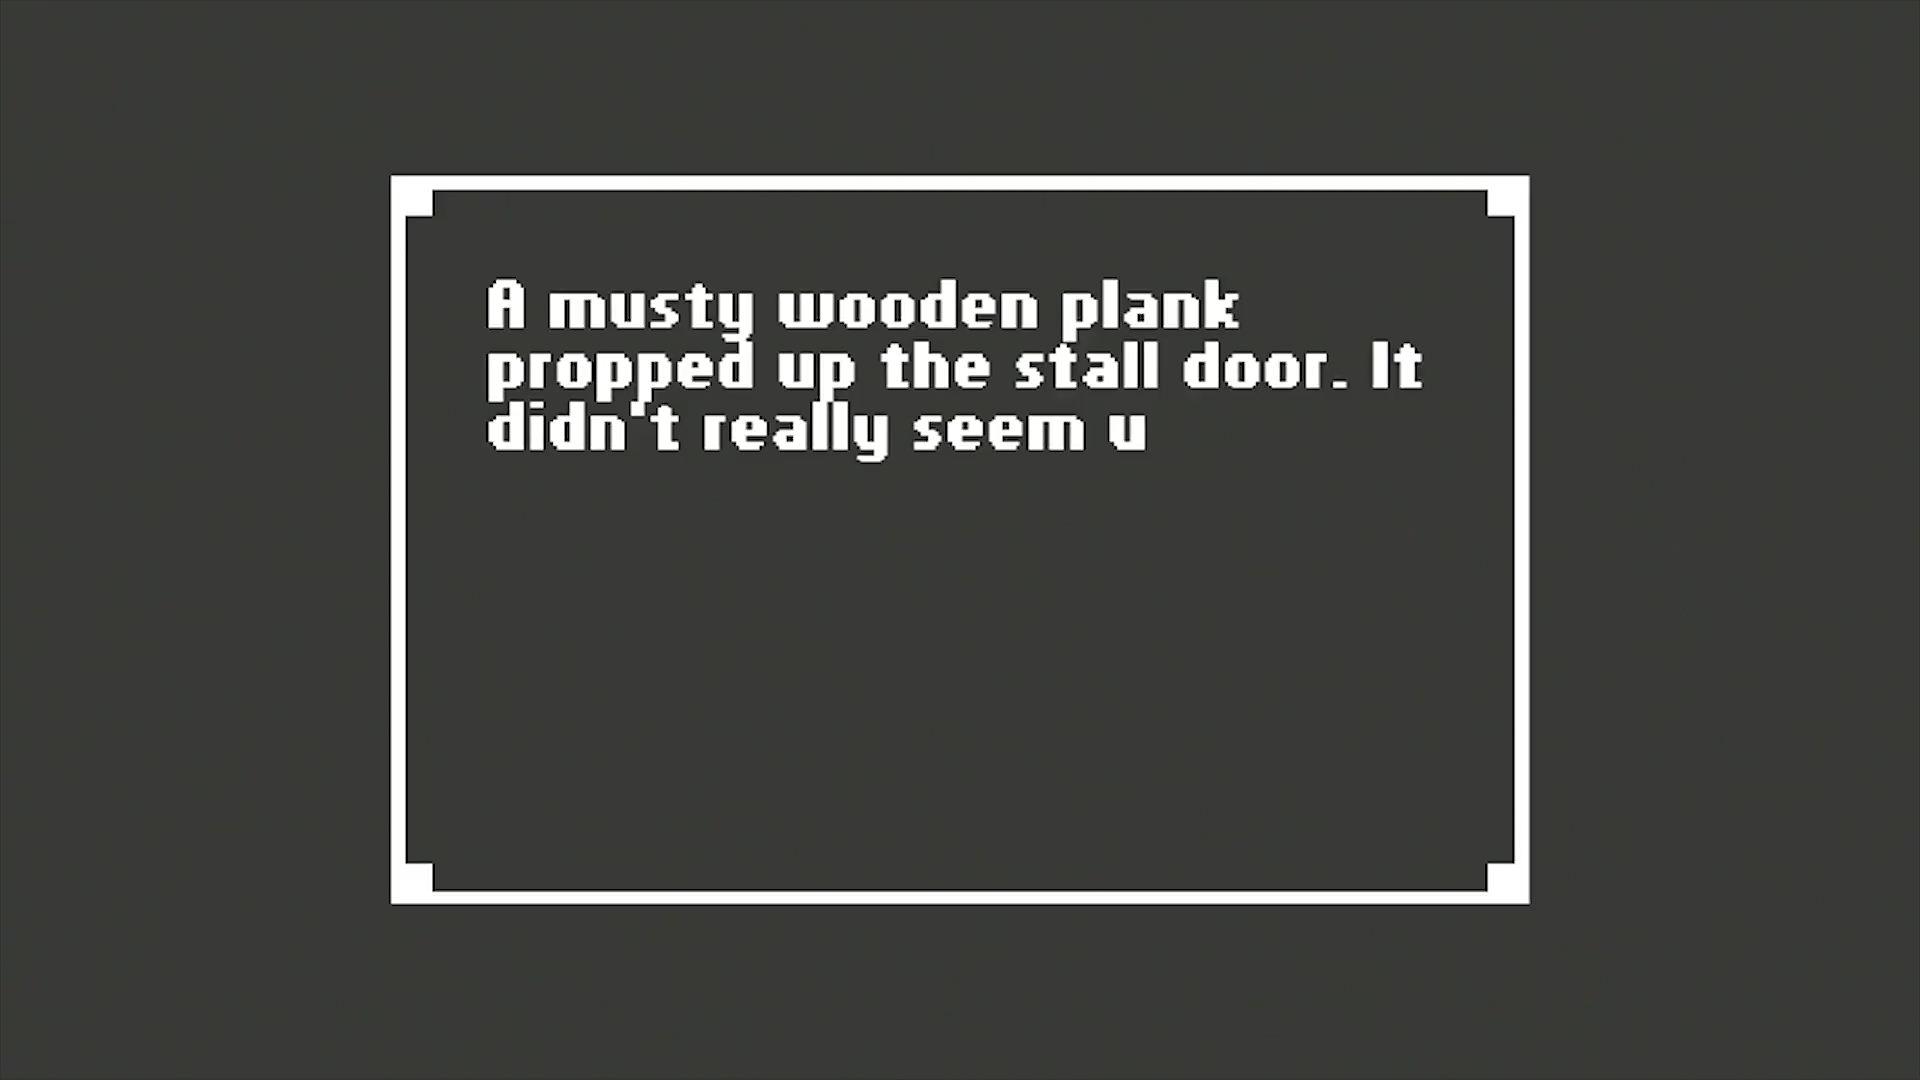 A musty wooden plank
propped up the stall door. It
didn't really seem u